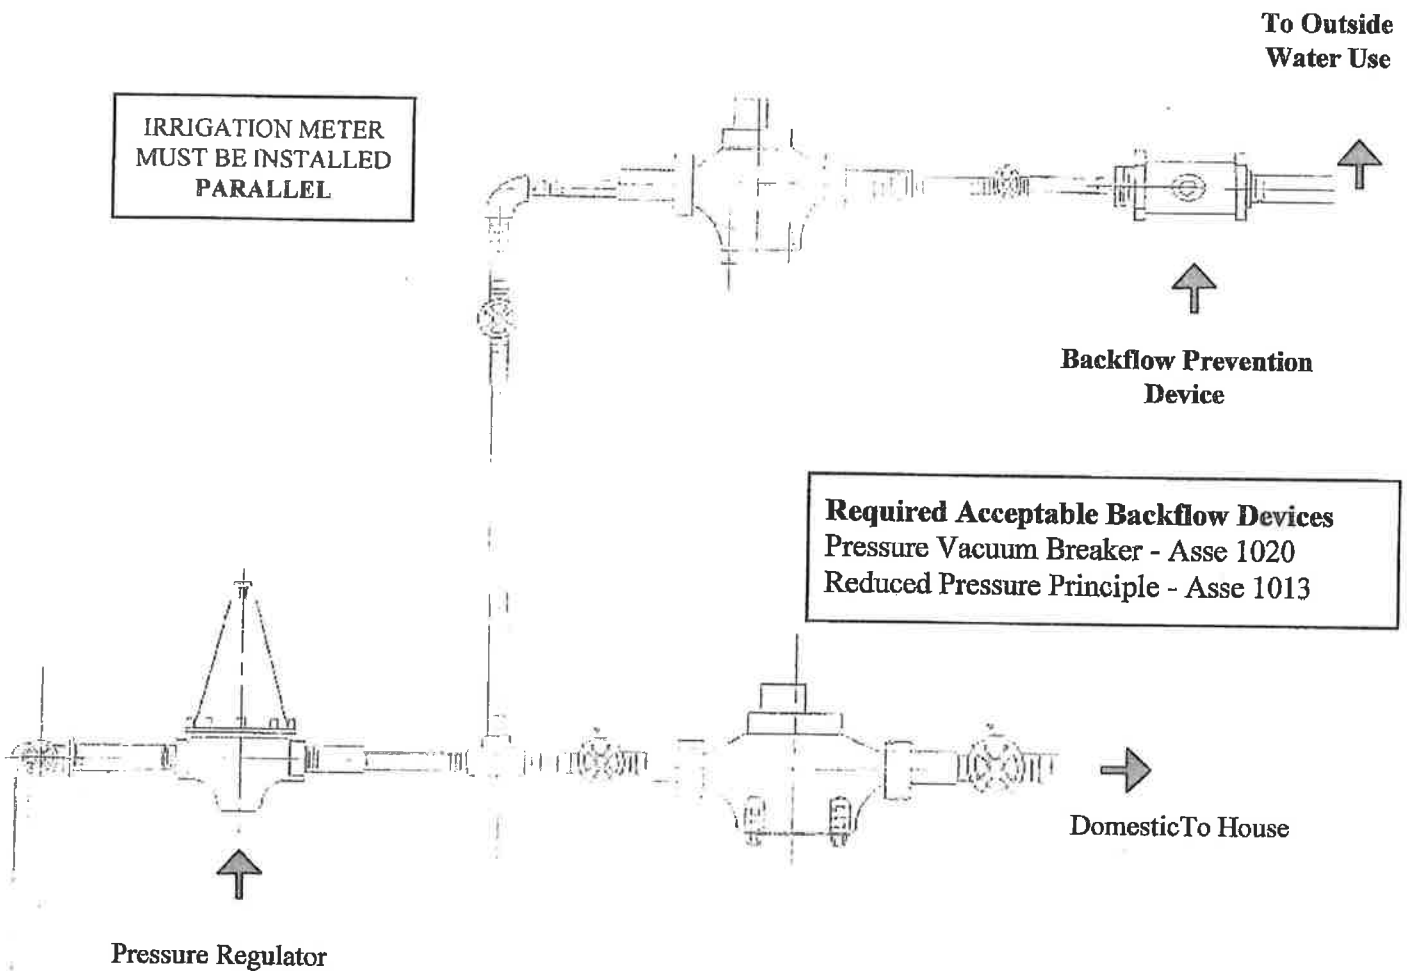 To Outside
Water Use
IRRIGATION METER
MUST BE INSTALLED
PARALLEL
Backflow Prevention
Device
Required Acceptable Backflow Devices
Pressure Vacuum Breaker - Asse 1020
Reduced Pressure Principle - Asse 1013
DomesticTo House
Pressure Regulator